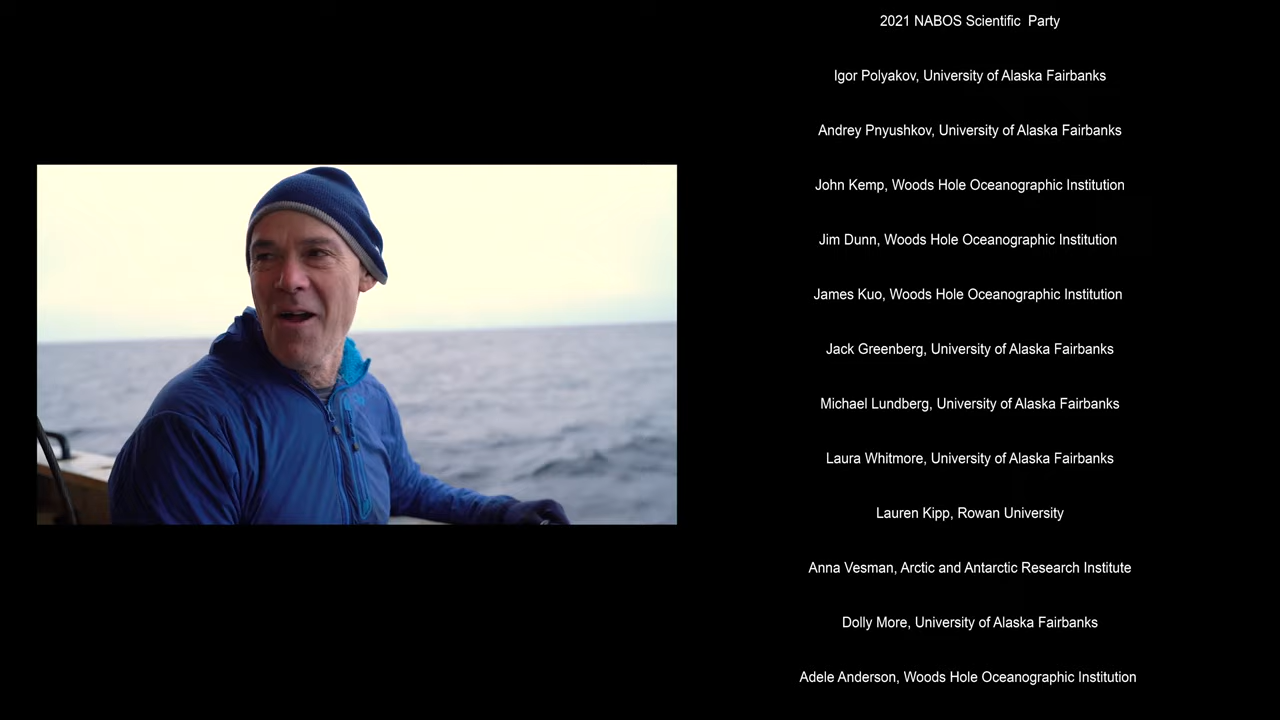 2021 NABOS Scientific Party
Igor Polyakov, University of Alaska Fairbanks
Andrey Pnyushkov, University of Alaska Fairbanks
John Kemp, Woods Hole Oceanographic Institution
Jim Dunn, Woods Hole Oceanographic Institution
James Kuo, Woods Hole Oceanographic Institution
Jack Greenberg, University of Alaska Fairbanks
Michael Lundberg, University of Alaska Fairbanks
Laura Whitmore, University of Alaska Fairbanks
Lauren Kipp, Rowan University
Anna Vesman, Arctic and Antarctic Research Institute
Dolly More, University of Alaska Fairbanks
Adele Anderson, Woods Hole Oceanographic Institution